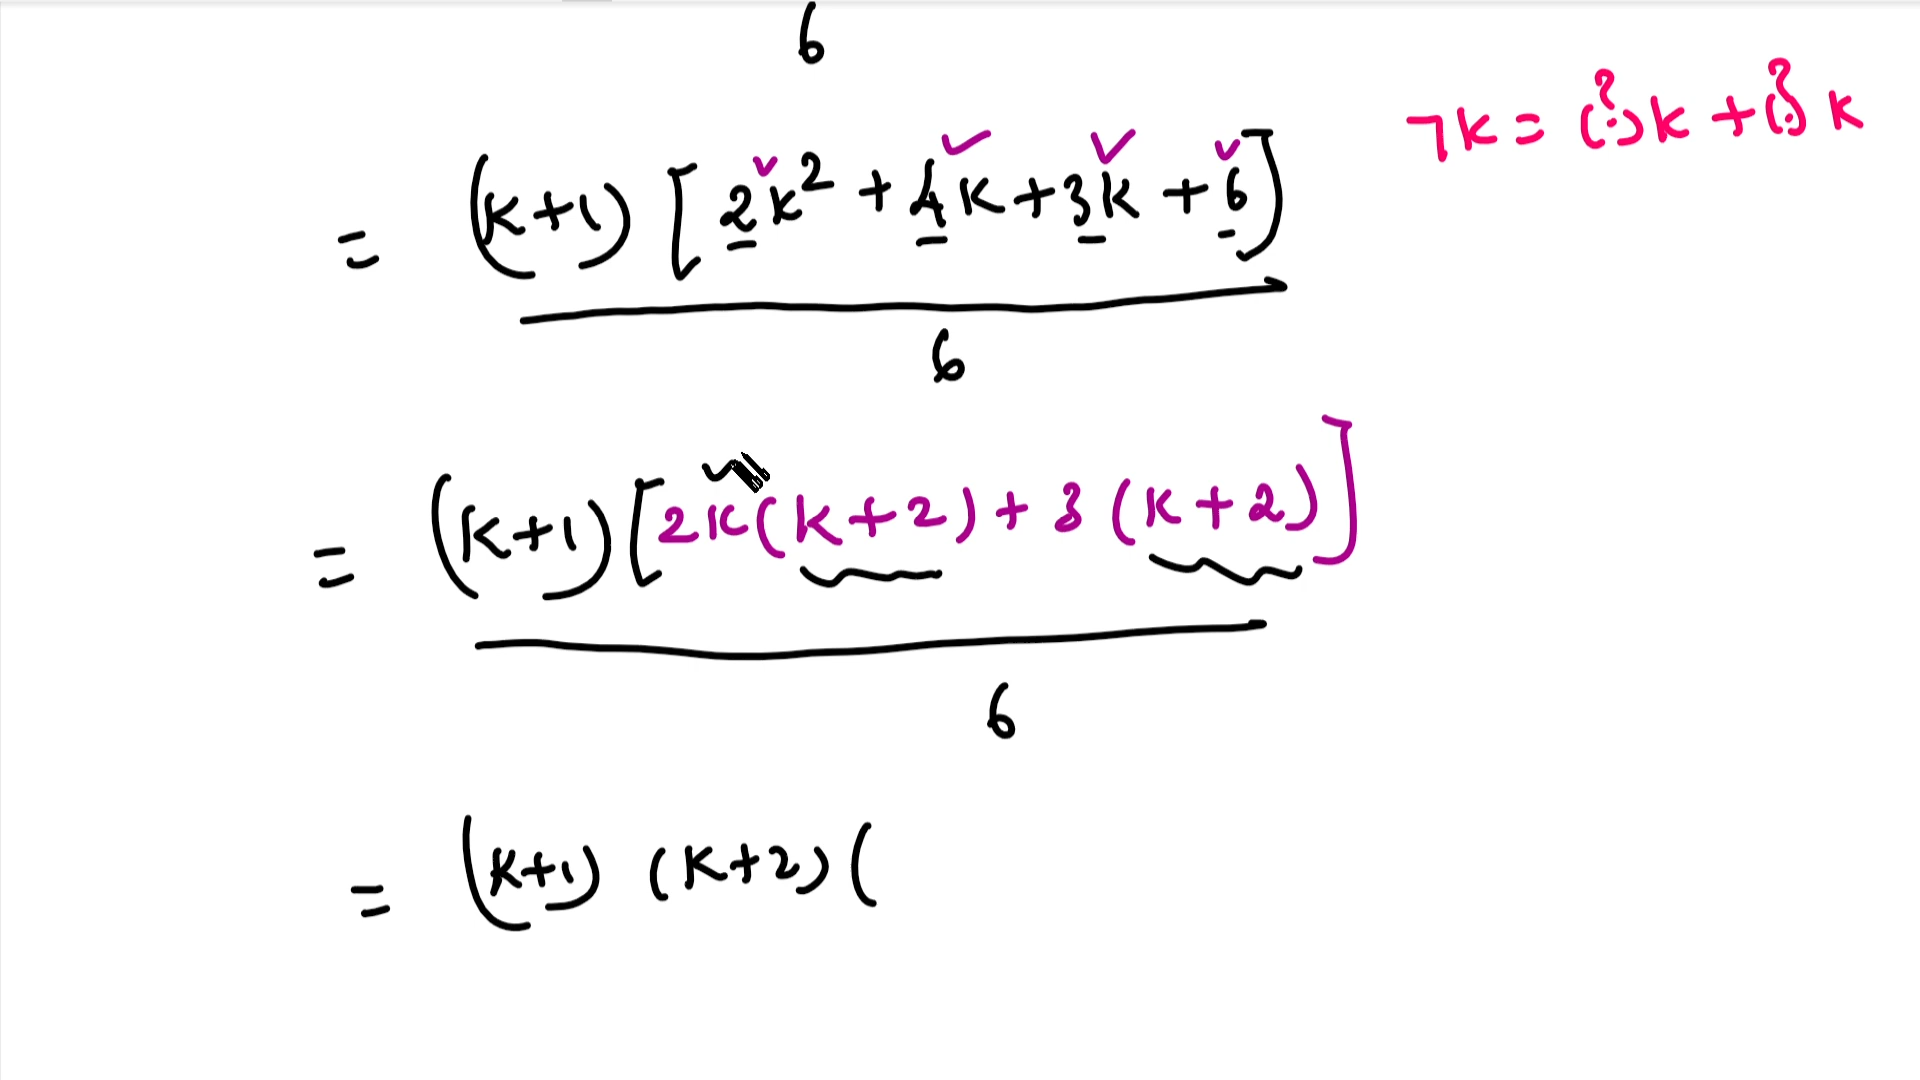 6
7k = (?)k + (?)k
= (k+1) [2k² + 4k + 3k + 6]
6
= (k+1) [2k(k+2) + 3(k+2)]
6
= (k+1) (k+2) (